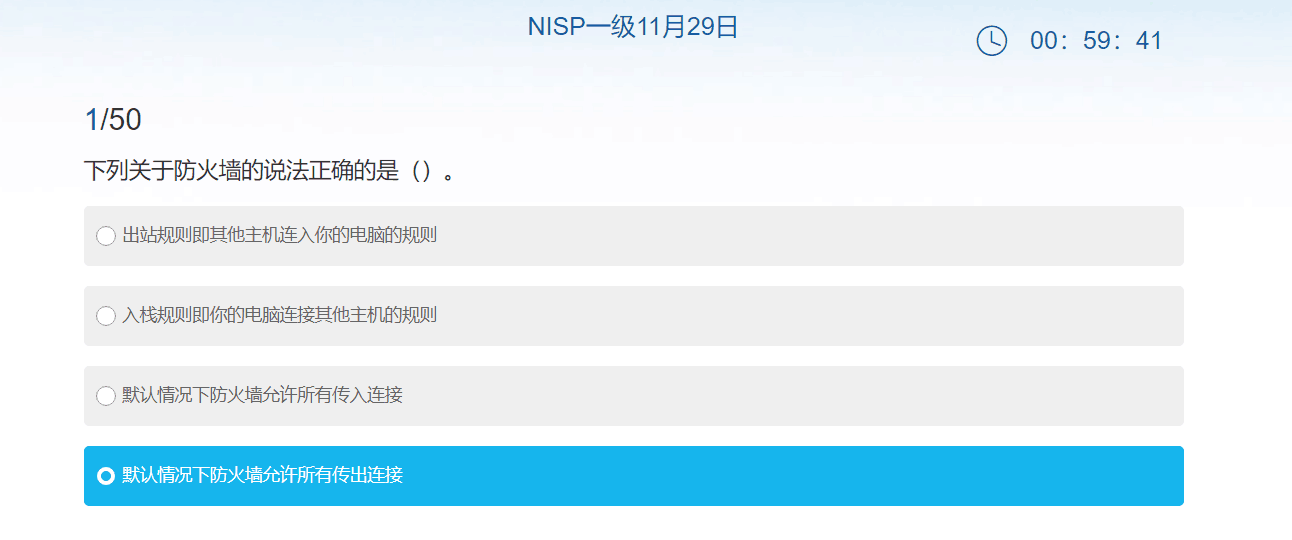 NISP一级11月29日
00：59：41
1/50
下列关于防火墙的说法正确的是（）。
出站规则即其他主机连入你的电脑的规则
入栈规则即你的电脑连接其他主机的规则
默认情况下防火墙允许所有传入连接
默认情况下防火墙允许所有传出连接